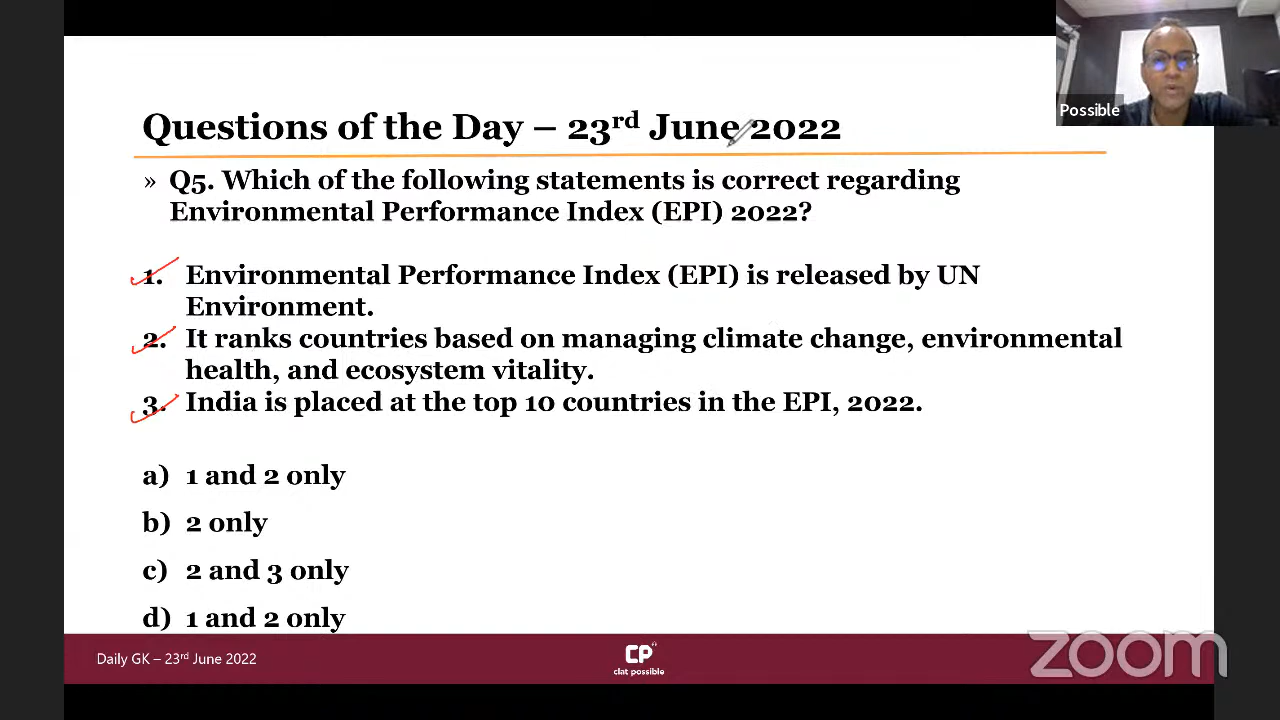 Possible
Questions of the Day – 23rd June 2022
» Q5. Which of the following statements is correct regarding
Environmental Performance Index (EPI) 2022?
1. Environmental Performance Index (EPI) is released by UN
Environment.
2. It ranks countries based on managing climate change, environmental
health, and ecosystem vitality.
3. India is placed at the top 10 countries in the EPI, 2022.
a) 1 and 2 only
b) 2 only
c) 2 and 3 only
d) 1 and 2 only
Daily GK – 23rd June 2022
CP
clat possible
zoom